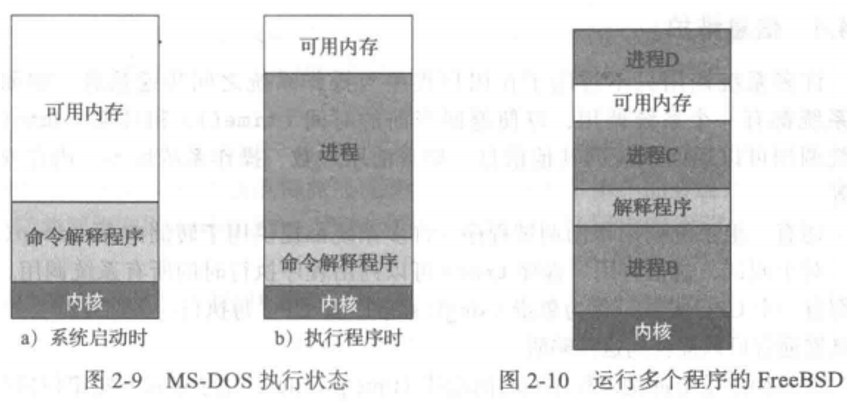 可用内存
命令解释程序
内核
a）系统启动时
可用内存
进程
命令解释程序
内核
b）执行程序时
图 2-9 MS-DOS 执行状态
进程D
可用内存
进程C
解释程序
进程B
内核
图 2-10 运行多个程序的 FreeBSD